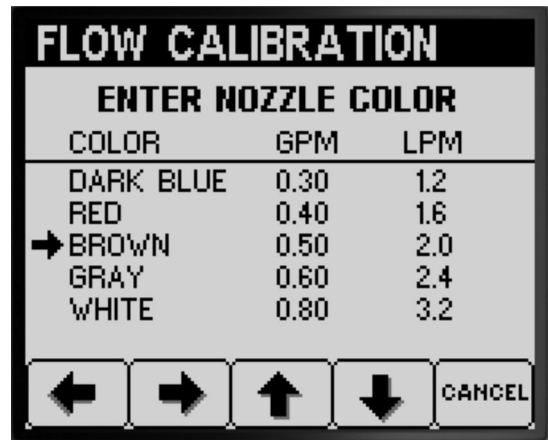 FLOW CALIBRATION
ENTER NOZZLE COLOR
COLOR GPM LPM
DARK BLUE 0.30 1.2
RED 0.40 1.6
BROWN 0.50 2.0
GRAY 0.60 2.4
WHITE 0.80 3.2
CANCEL